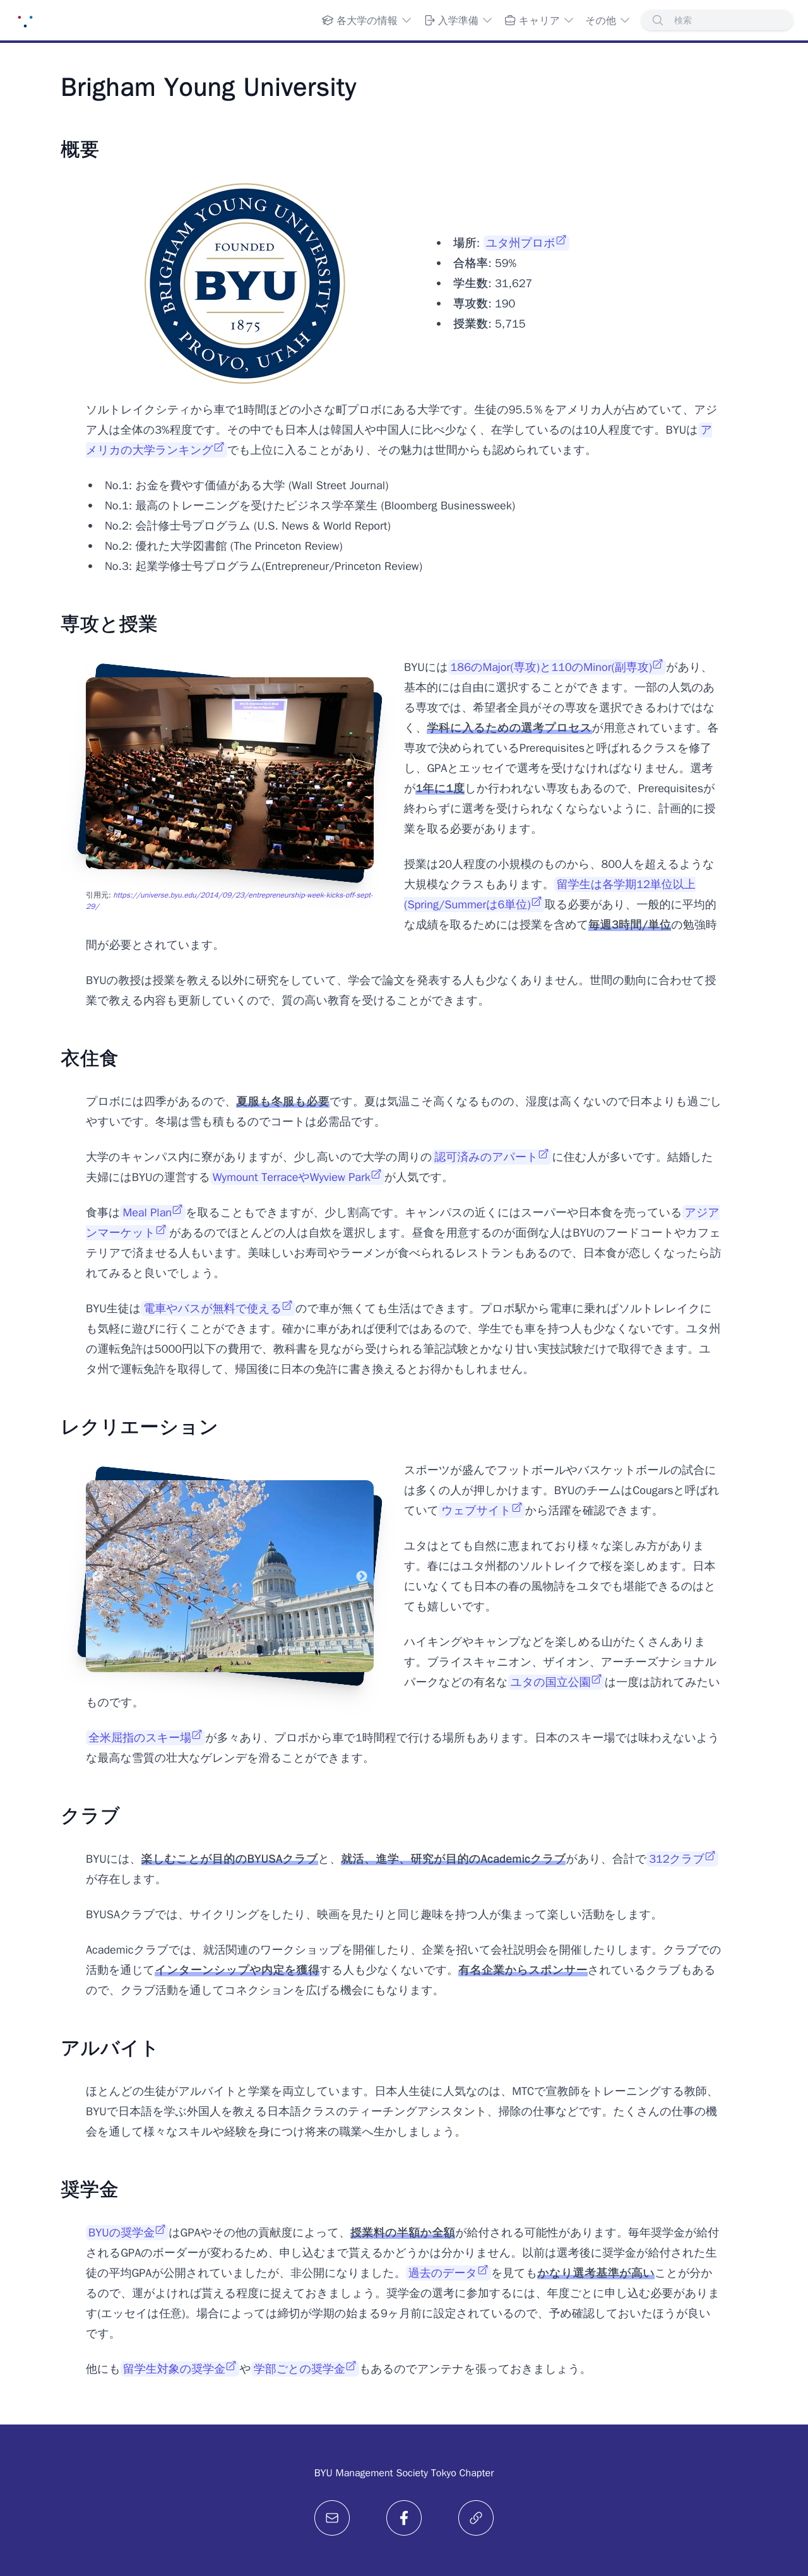 各大学の情報 入学準備 キャリア その他 検索
Brigham Young University
概要
BRIGHAM YOUNG UNIVERSITY
FOUNDED
BYU
1875
PROVO, UTAH
場所: ユタ州プロボ
合格率: 59%
学生数: 31,627
専攻数: 190
授業数: 5,715
ソルトレイクシティから車で1時間ほどの小さな町プロボにある大学です。生徒の95.5％をアメリカ人が占めていて、アジ
ア人は全体の3%程度です。その中でも日本人は韓国人や中国人に比べ少なく、在学しているのは10人程度です。BYUは ア
メリカの大学ランキング でも上位に入ることがあり、その魅力は世間からも認められています。
No.1: お金を費やす価値がある大学 (Wall Street Journal)
No.1: 最高のトレーニングを受けたビジネス学卒業生 (Bloomberg Businessweek)
No.2: 会計修士号プログラム (U.S. News & World Report)
No.2: 優れた大学図書館 (The Princeton Review)
No.3: 起業学修士号プログラム(Entrepreneur/Princeton Review)
専攻と授業
引用元: https://universe.byu.edu/2014/09/23/entrepreneurship-week-kicks-off-sept-
29/
BYUには 186のMajor(専攻)と110のMinor(副専攻) があり、
基本的には自由に選択することができます。一部の人気のあ
る専攻では、希望者全員がその専攻を選択できるわけではな
く、学科に入るための選考プロセスが用意されています。各
専攻で決められているPrerequisitesと呼ばれるクラスを修了
し、GPAとエッセイで選考を受けなければなりません。選考
が1年に1度しか行われない専攻もあるので、Prerequisitesが
終わらずに選考を受けられなくならないように、計画的に授
業を取る必要があります。
授業は20人程度の小規模のものから、800人を超えるような
大規模なクラスもあります。 留学生は各学期12単位以上
(Spring/Summerは6単位) 取る必要があり、一般的に平均的
な成績を取るためには授業を含めて毎週3時間/単位の勉強時
間が必要とされています。
BYUの教授は授業を教える以外に研究をしていて、学会で論文を発表する人も少なくありません。世間の動向に合わせて授
業で教える内容も更新していくので、質の高い教育を受けることができます。
衣住食
プロボには四季があるので、夏服も冬服も必要です。夏は気温こそ高くなるものの、湿度は高くないので日本よりも過ごし
やすいです。冬場は雪も積もるのでコートは必需品です。
大学のキャンパス内に寮がありますが、少し高いので大学の周りの 認可済みのアパート に住む人が多いです。結婚した
夫婦にはBYUの運営する Wymount TerraceやWyview Park が人気です。
食事は Meal Plan を取ることもできますが、少し割高です。キャンパスの近くにはスーパーや日本食を売っている アジア
ンマーケット があるのでほとんどの人は自炊を選択します。昼食を用意するのが面倒な人はBYUのフードコートやカフェ
テリアで済ませる人もいます。美味しいお寿司やラーメンが食べられるレストランもあるので、日本食が恋しくなったら訪
れてみると良いでしょう。
BYU生徒は 電車やバスが無料で使える ので車が無くても生活はできます。プロボ駅から電車に乗ればソルトレレイクに
も気軽に遊びに行くことができます。確かに車があれば便利ではあるので、学生でも車を持つ人も少なくないです。ユタ州
の運転免許は5000円以下の費用で、教科書を見ながら受けられる筆記試験とかなり甘い実技試験だけで取得できます。ユ
タ州で運転免許を取得して、帰国後に日本の免許に書き換えるとお得かもしれません。
レクリエーション
スポーツが盛んでフットボールやバスケットボールの試合に
は多くの人が押しかけます。BYUのチームはCougarsと呼ばれ
ていて ウェブサイト から活躍を確認できます。
ユタはとても自然に恵まれており様々な楽しみ方がありま
す。春にはユタ州都のソルトレイクで桜を楽しめます。日本
にいなくても日本の春の風物詩をユタでも堪能できるのはと
ても嬉しいです。
ハイキングやキャンプなどを楽しめる山がたくさんありま
す。ブライスキャニオン、ザイオン、アーチーズナショナル
パークなどの有名な ユタの国立公園 は一度は訪れてみたい
ものです。
全米屈指のスキー場 が多々あり、プロボから車で1時間程で行ける場所もあります。日本のスキー場では味わえないよう
な最高な雪質の壮大なゲレンデを滑ることができます。
クラブ
BYUには、楽しむことが目的のBYUSAクラブと、就活、進学、研究が目的のAcademicクラブがあり、合計で 312クラブ
が存在します。
BYUSAクラブでは、サイクリングをしたり、映画を見たりと同じ趣味を持つ人が集まって楽しい活動をします。
Academicクラブでは、就活関連のワークショップを開催したり、企業を招いて会社説明会を開催したりします。クラブでの
活動を通じてインターンシップや内定を獲得する人も少なくないです。有名企業からスポンサーされているクラブもある
ので、クラブ活動を通してコネクションを広げる機会にもなります。
アルバイト
ほとんどの生徒がアルバイトと学業を両立しています。日本人生徒に人気なのは、MTCで宣教師をトレーニングする教師、
BYUで日本語を学ぶ外国人を教える日本語クラスのティーチングアシスタント、掃除の仕事などです。たくさんの仕事の機
会を通して様々なスキルや経験を身につけ将来の職業へ生かしましょう。
奨学金
BYUの奨学金 はGPAやその他の貢献度によって、授業料の半額か全額が給付される可能性があります。毎年奨学金が給付
されるGPAのボーダーが変わるため、申し込むまで貰えるかどうかは分かりません。以前は選考後に奨学金が給付された生
徒の平均GPAが公開されていましたが、非公開になりました。 過去のデータ を見てもかなり選考基準が高いことが分か
るので、運がよければ貰える程度に捉えておきましょう。奨学金の選考に参加するには、年度ごとに申し込む必要がありま
す(エッセイは任意)。場合によっては締切が学期の始まる9ヶ月前に設定されているので、予め確認しておいたほうが良い
です。
他にも 留学生対象の奨学金 や 学部ごとの奨学金 もあるのでアンテナを張っておきましょう。
BYU Management Society Tokyo Chapter